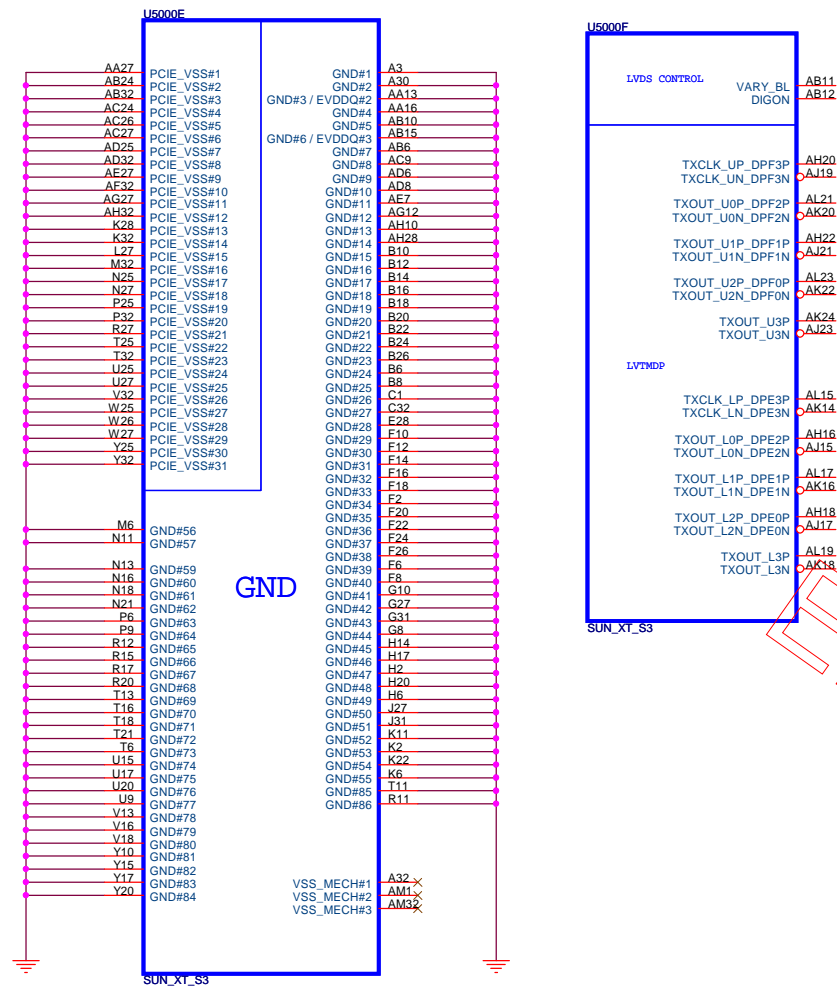 U5000E
AA27 PCIE_VSS#1 GND#1 A3
AB24 PCIE_VSS#2 GND#2 A30
AB32 PCIE_VSS#3 GND#3 / EVDDQ#2 AA13
AC24 PCIE_VSS#4 GND#4 AA16
AC26 PCIE_VSS#5 GND#5 AB10
AC27 PCIE_VSS#6 GND#6 / EVDDQ#3 AB15
AD25 PCIE_VSS#7 GND#7 AB6
AD32 PCIE_VSS#8 GND#8 AC9
AE27 PCIE_VSS#9 GND#9 AD6
AF32 PCIE_VSS#10 GND#10 AD8
AG27 PCIE_VSS#11 GND#11 AE7
AH32 PCIE_VSS#12 GND#12 AG12
K28 PCIE_VSS#13 GND#13 AH10
K32 PCIE_VSS#14 GND#14 AH28
L27 PCIE_VSS#15 GND#15 B10
M32 PCIE_VSS#16 GND#16 B12
N25 PCIE_VSS#17 GND#17 B14
N27 PCIE_VSS#18 GND#18 B16
P25 PCIE_VSS#19 GND#19 B18
P32 PCIE_VSS#20 GND#20 B20
R27 PCIE_VSS#21 GND#21 B22
T25 PCIE_VSS#22 GND#22 B24
T32 PCIE_VSS#23 GND#23 B26
U25 PCIE_VSS#24 GND#24 B6
U27 PCIE_VSS#25 GND#25 B8
V32 PCIE_VSS#26 GND#26 C1
W25 PCIE_VSS#27 GND#27 C32
W26 PCIE_VSS#28 GND#28 E28
W27 PCIE_VSS#29 GND#29 F10
Y25 PCIE_VSS#30 GND#30 F12
Y32 PCIE_VSS#31 GND#31 F14
GND#32 F16
GND#33 F18
GND#34 F2
GND#35 F20
M6 GND#56 GND#36 F22
N11 GND#57 GND#37 F24
GND#38 F26
N13 GND#59 GND#39 F6
N16 GND#60 GND#40 F8
N18 GND#61 GND#41 G10
N21 GND#62 GND#42 G27
P6 GND#63 GND#43 G31
P9 GND#64 GND#44 G8
R12 GND#65 GND#45 H14
R15 GND#66 GND#46 H17
R17 GND#67 GND#47 H2
R20 GND#68 GND#48 H20
T13 GND#69 GND#49 H6
T16 GND#70 GND#50 J27
T18 GND#71 GND#51 J31
T21 GND#72 GND#52 K11
T6 GND#73 GND#53 K2
U15 GND#74 GND#54 K22
U17 GND#75 GND#55 K6
U20 GND#76 GND#85 T11
U9 GND#77 GND#86 R11
V13 GND#78
V16 GND#79
V18 GND#80
Y10 GND#81
Y15 GND#82
Y17 GND#83 VSS_MECH#1 A32
Y20 GND#84 VSS_MECH#2 AM1
VSS_MECH#3 AM32
GND
SUN_XT_S3
U5000F
LVDS CONTROL
VARY_BL AB11
DIGON AB12
TXCLK_UP_DPF3P AH20
TXCLK_UN_DPF3N AJ19
TXOUT_U0P_DPF2P AL21
TXOUT_U0N_DPF2N AK20
TXOUT_U1P_DPF1P AH22
TXOUT_U1N_DPF1N AJ21
TXOUT_U2P_DPF0P AL23
TXOUT_U2N_DPF0N AK22
TXOUT_U3P AK24
TXOUT_U3N AJ23
LVTMDP
TXCLK_LP_DPE3P AL15
TXCLK_LN_DPE3N AK14
TXOUT_L0P_DPE2P AH16
TXOUT_L0N_DPE2N AJ15
TXOUT_L1P_DPE1P AL17
TXOUT_L1N_DPE1N AK16
TXOUT_L2P_DPE0P AH18
TXOUT_L2N_DPE0N AJ17
TXOUT_L3P AL19
TXOUT_L3N AK18
SUN_XT_S3